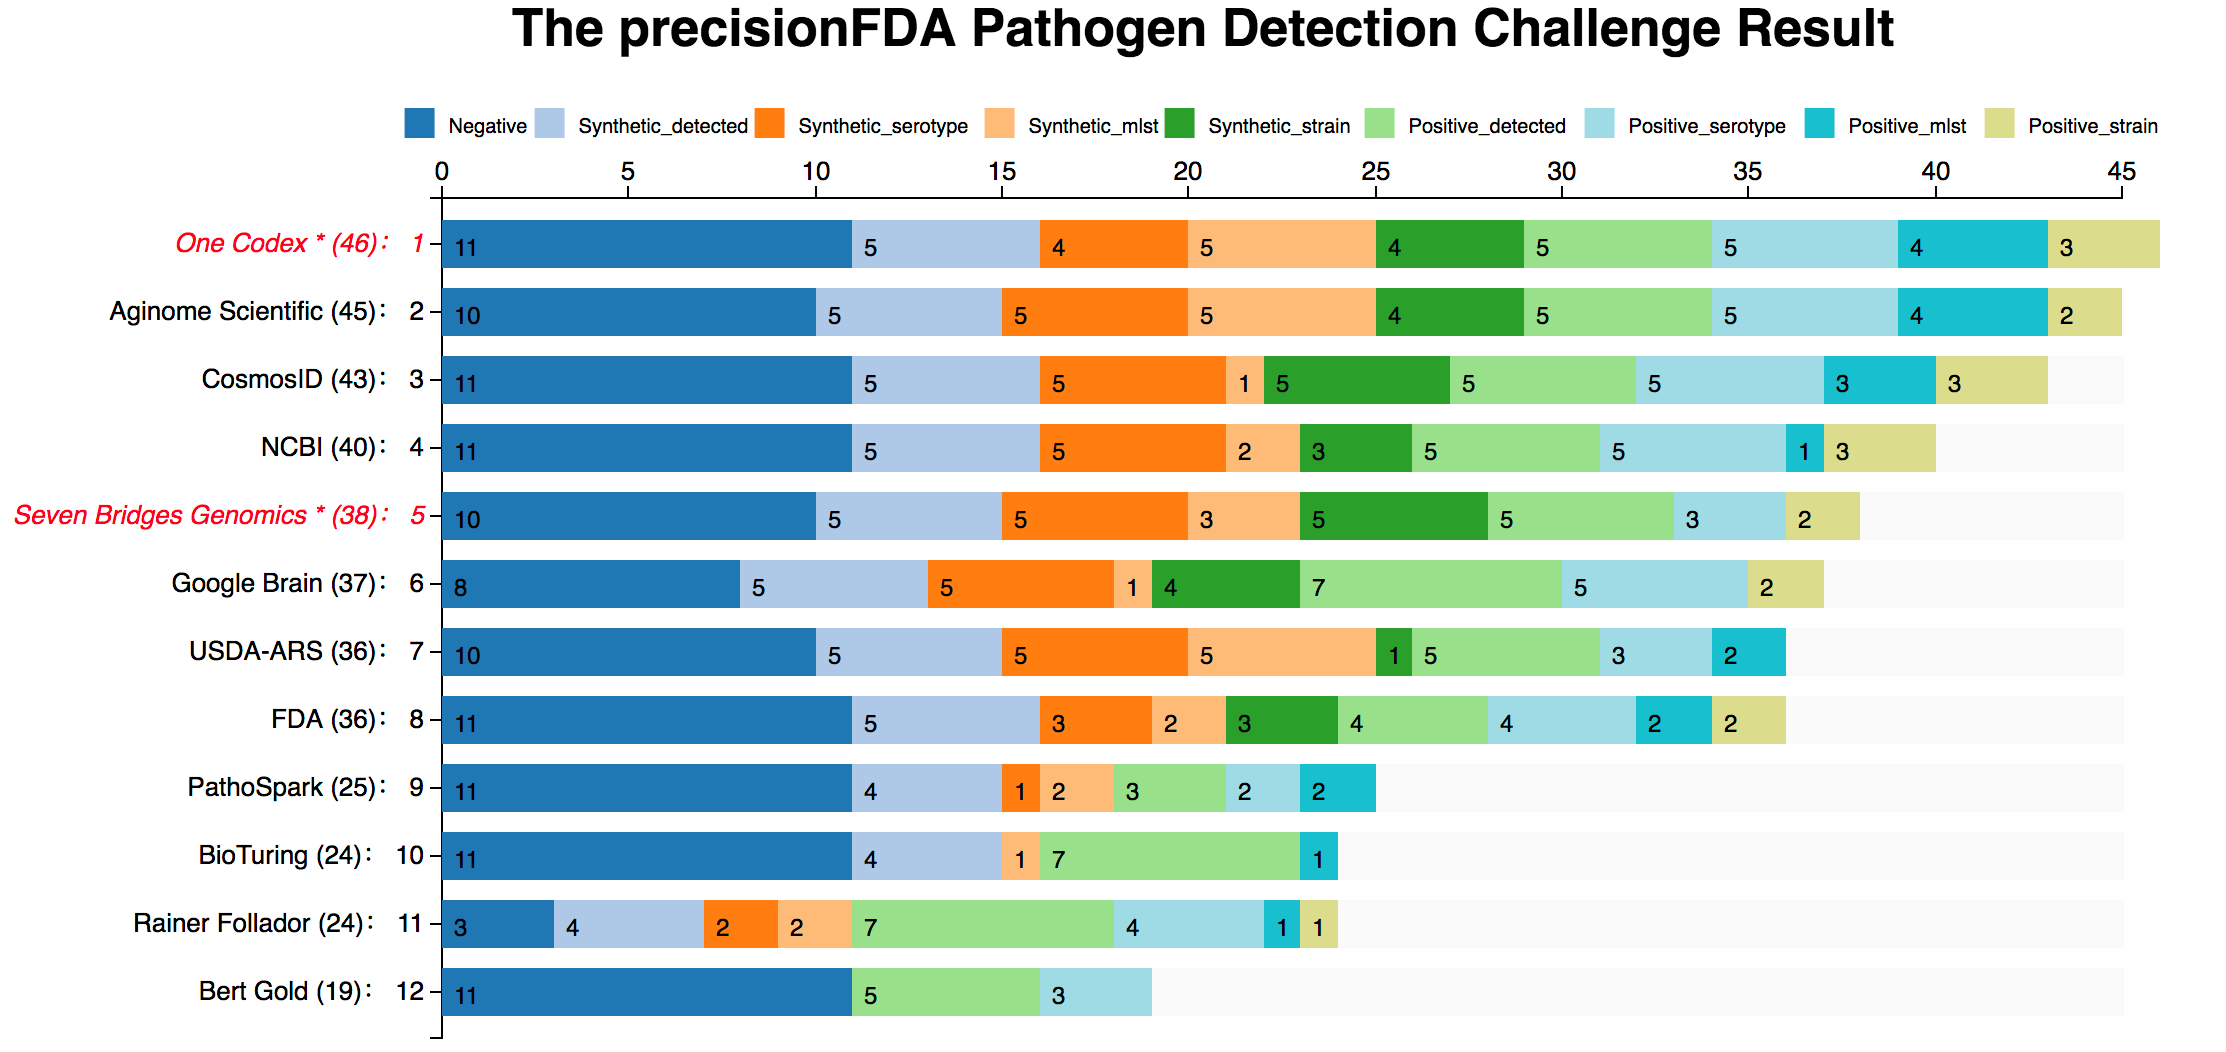 The precisionFDA Pathogen Detection Challenge Result
Negative Synthetic_detected Synthetic_serotype Synthetic_mlst Synthetic_strain Positive_detected Positive_serotype Positive_mlst Positive_strain
0 5 10 15 20 25 30 35 40 45
One Codex * (46): 1 11 5 4 5 4 5 5 4 3
Aginome Scientific (45): 2 10 5 5 5 4 5 5 4 2
CosmosID (43): 3 11 5 5 1 5 5 5 3 3
NCBI (40): 4 11 5 5 2 3 5 5 1 3
Seven Bridges Genomics * (38): 5 10 5 5 3 5 5 3 2
Google Brain (37): 6 8 5 5 1 4 7 5 2
USDA-ARS (36): 7 10 5 5 5 1 5 3 2
FDA (36): 8 11 5 3 2 3 4 4 2 2
PathoSpark (25): 9 11 4 1 2 3 2 2
BioTuring (24): 10 11 4 1 7 1
Rainer Follador (24): 11 3 4 2 2 7 4 1 1
Bert Gold (19): 12 11 5 3